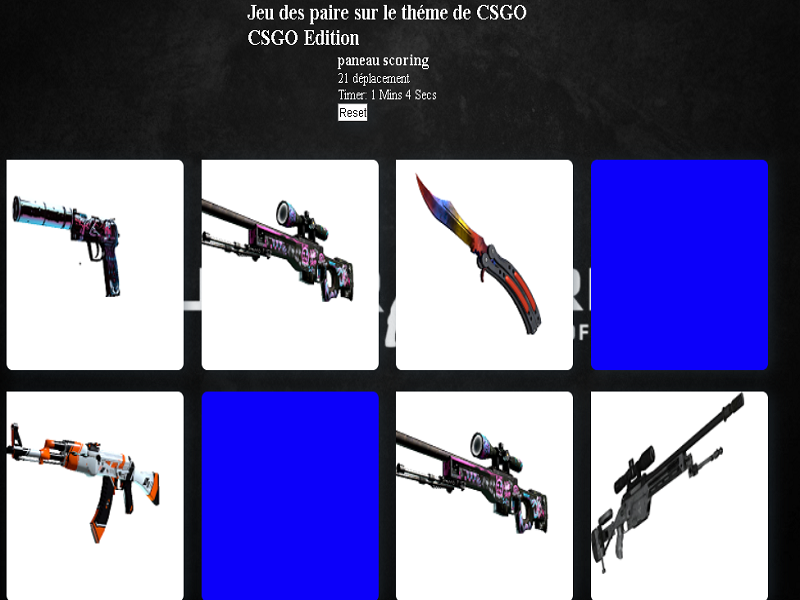 Jeu des paire sur le théme de CSGO
CSGO Edition
paneau scoring
21 déplacement
Timer: 1 Mins 4 Secs
Reset